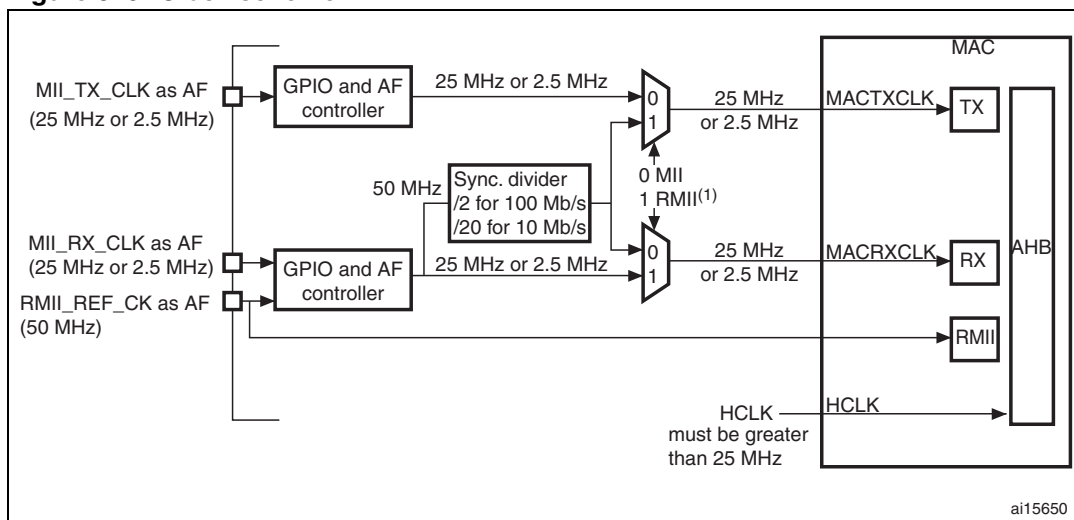 MAC
MII_TX_CLK as AF
(25 MHz or 2.5 MHz)
GPIO and AF
controller
25 MHz or 2.5 MHz
0
1
25 MHz
or 2.5 MHz
MACTXCLK
TX
50 MHz
Sync. divider
/2 for 100 Mb/s
/20 for 10 Mb/s
0 MII
1 RMII(1)
MII_RX_CLK as AF
(25 MHz or 2.5 MHz)
RMII_REF_CK as AF
(50 MHz)
GPIO and AF
controller
25 MHz or 2.5 MHz
0
1
25 MHz
or 2.5 MHz
MACRXCLK
RX
AHB
RMII
HCLK
must be greater
than 25 MHz
HCLK
ai15650